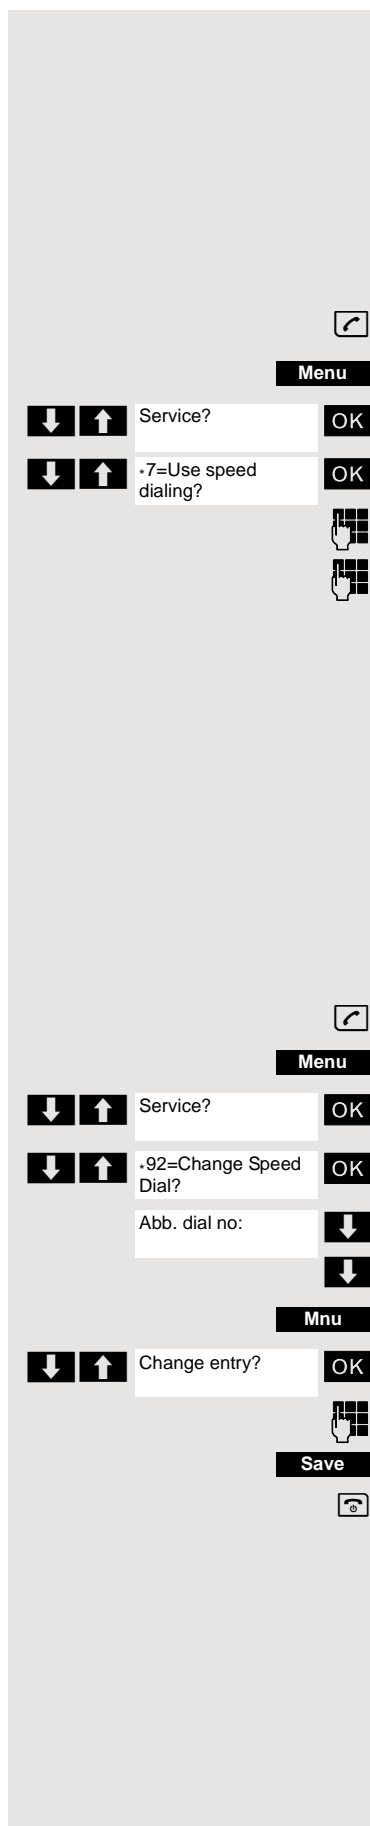 Menu
Service?
OK
*7=Use speed
dialing?
OK
Menu
Service?
OK
*92=Change Speed
Dial?
OK
Abb. dial no:
Mnu
Change entry?
OK
Save